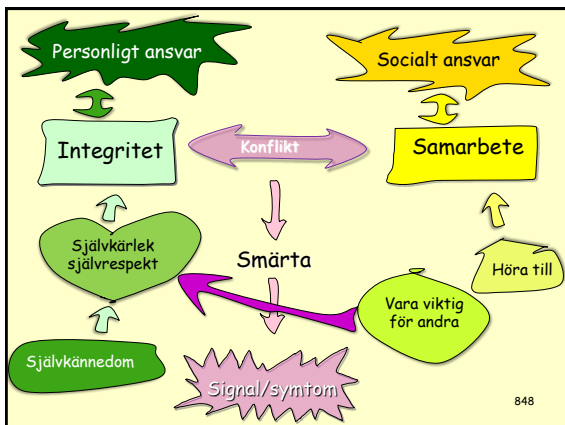 Personligt ansvar
Socialt ansvar
Integritet
Konflikt
Samarbete
Självkärlek
självrespekt
Smärta
Höra till
Vara viktig
för andra
Självkännedom
Signal/symtom
848